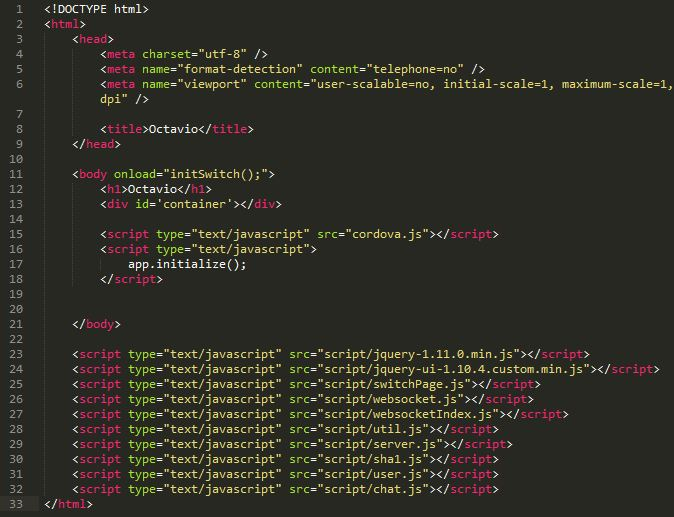 1 <!DOCTYPE html>
2 <html>
3 <head>
4 <meta charset="utf-8" />
5 <meta name="format-detection" content="telephone=no" />
6 <meta name="viewport" content="user-scalable=no, initial-scale=1, maximum-scale=1,
dpi" />
7
8 <title>Octavio</title>
9 </head>
10
11 <body onload="initSwitch();">
12 <h1>Octavio</h1>
13 <div id='container'></div>
14
15 <script type="text/javascript" src="cordova.js"></script>
16 <script type="text/javascript">
17 app.initialize();
18 </script>
19
20
21 </body>
22
23 <script type="text/javascript" src="script/jquery-1.11.0.min.js"></script>
24 <script type="text/javascript" src="script/jquery-ui-1.10.4.custom.min.js"></script>
25 <script type="text/javascript" src="script/switchPage.js"></script>
26 <script type="text/javascript" src="script/websocket.js"></script>
27 <script type="text/javascript" src="script/websocketIndex.js"></script>
28 <script type="text/javascript" src="script/util.js"></script>
29 <script type="text/javascript" src="script/server.js"></script>
30 <script type="text/javascript" src="script/sha1.js"></script>
31 <script type="text/javascript" src="script/user.js"></script>
32 <script type="text/javascript" src="script/chat.js"></script>
33 </html>